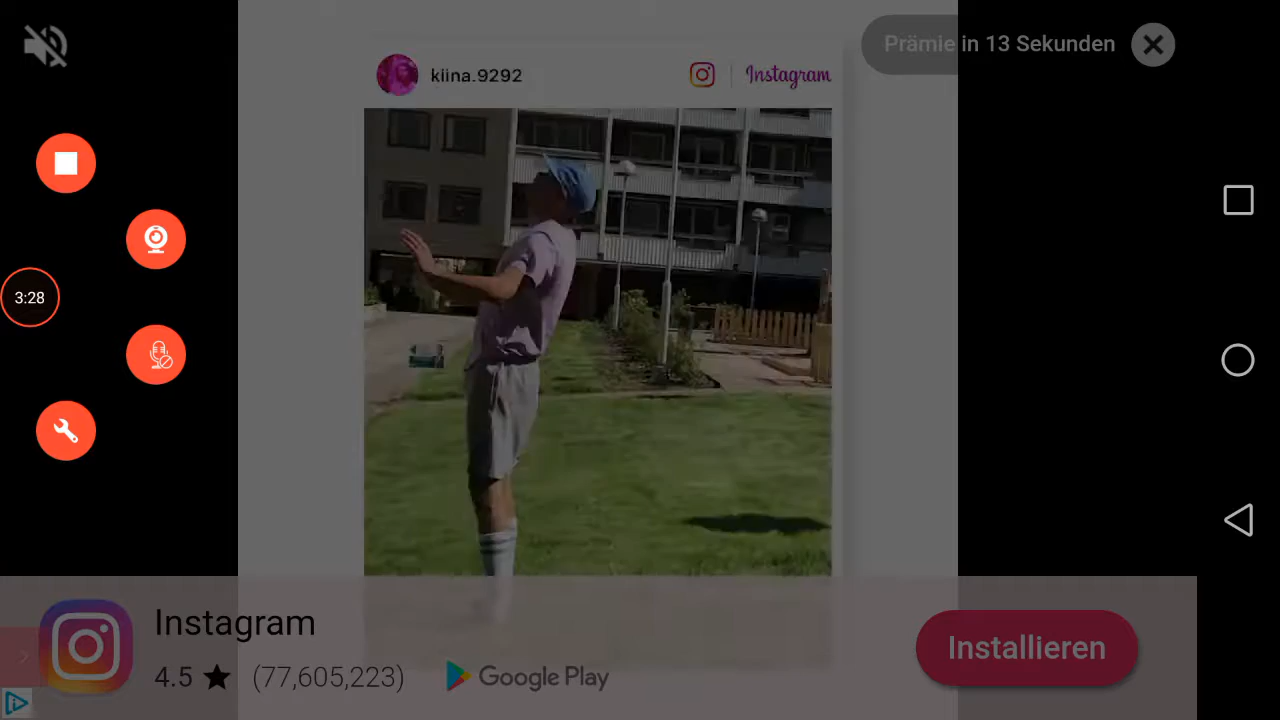 kiina.9292
Instagram
Prämie in 13 Sekunden
3:28
Instagram
4.5 ★ (77,605,223)
Google Play
Installieren